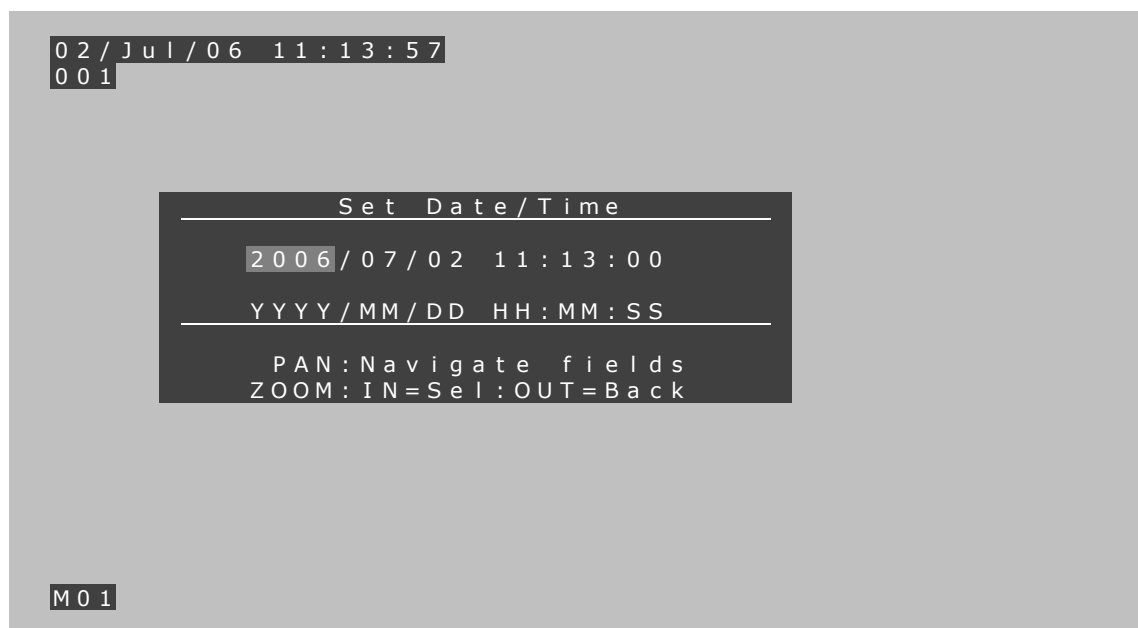 02/Jul/06 11:13:57
001
Set Date/Time
2006/07/02 11:13:00
YYYY/MM/DD HH:MM:SS
PAN:Navigate fields
ZOOM:IN=Sel:OUT=Back
M01